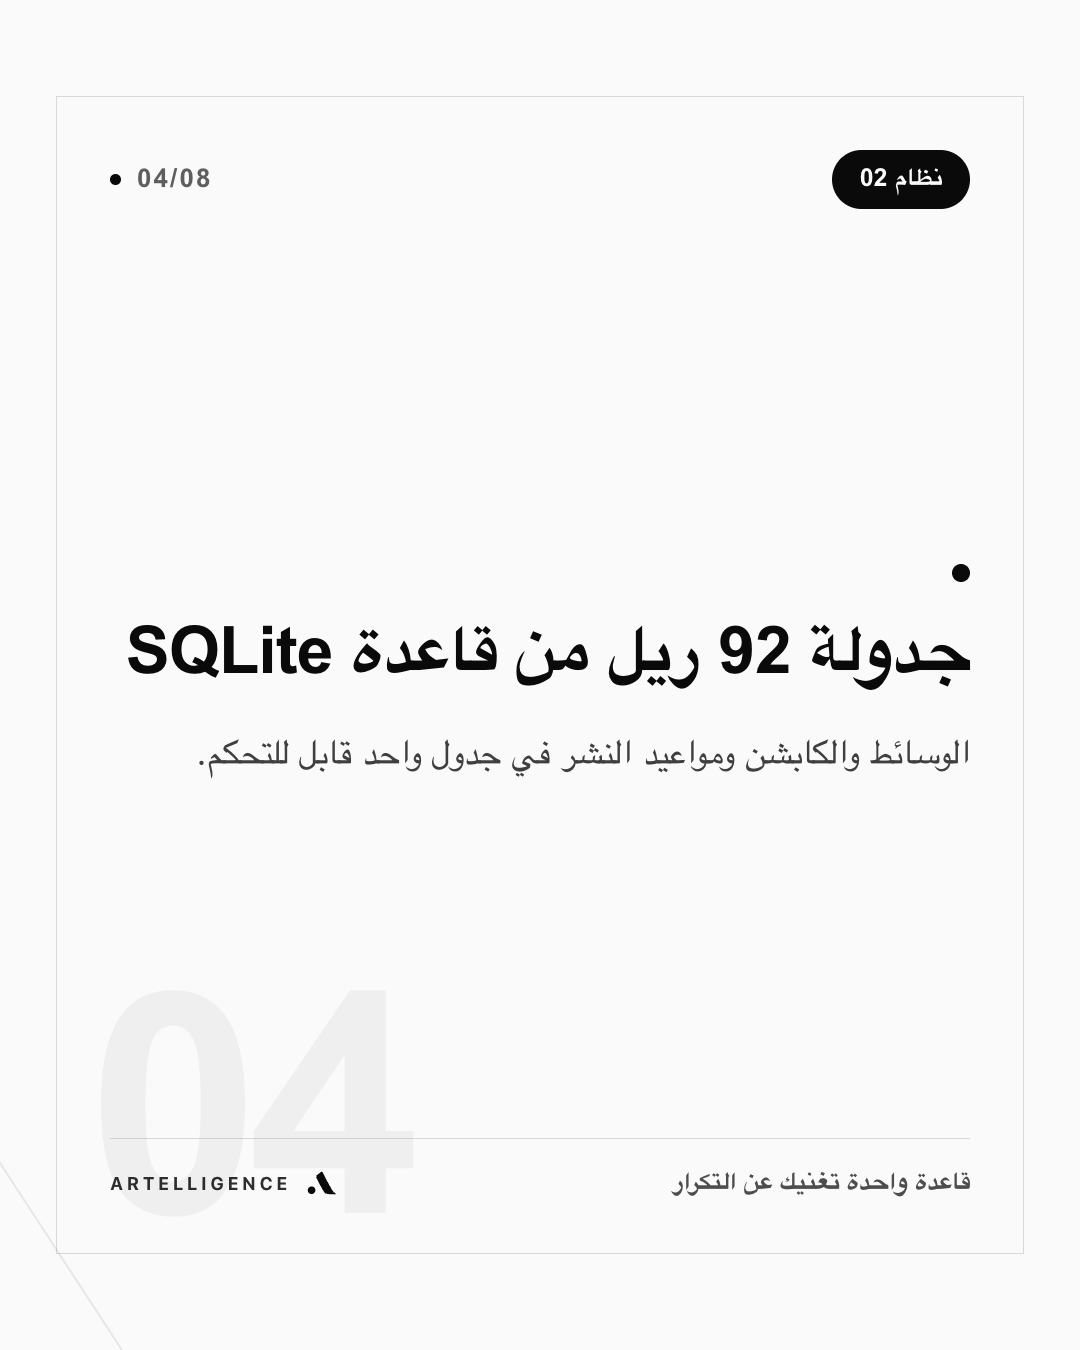 نظام 02
04/08
جدولة 92 ريل من قاعدة SQLite
الوسائط والكابشن ومواعيد النشر في جدول واحد قابل للتحكم.
04
قاعدة واحدة تغنيك عن التكرار
ARTELLIGENCE